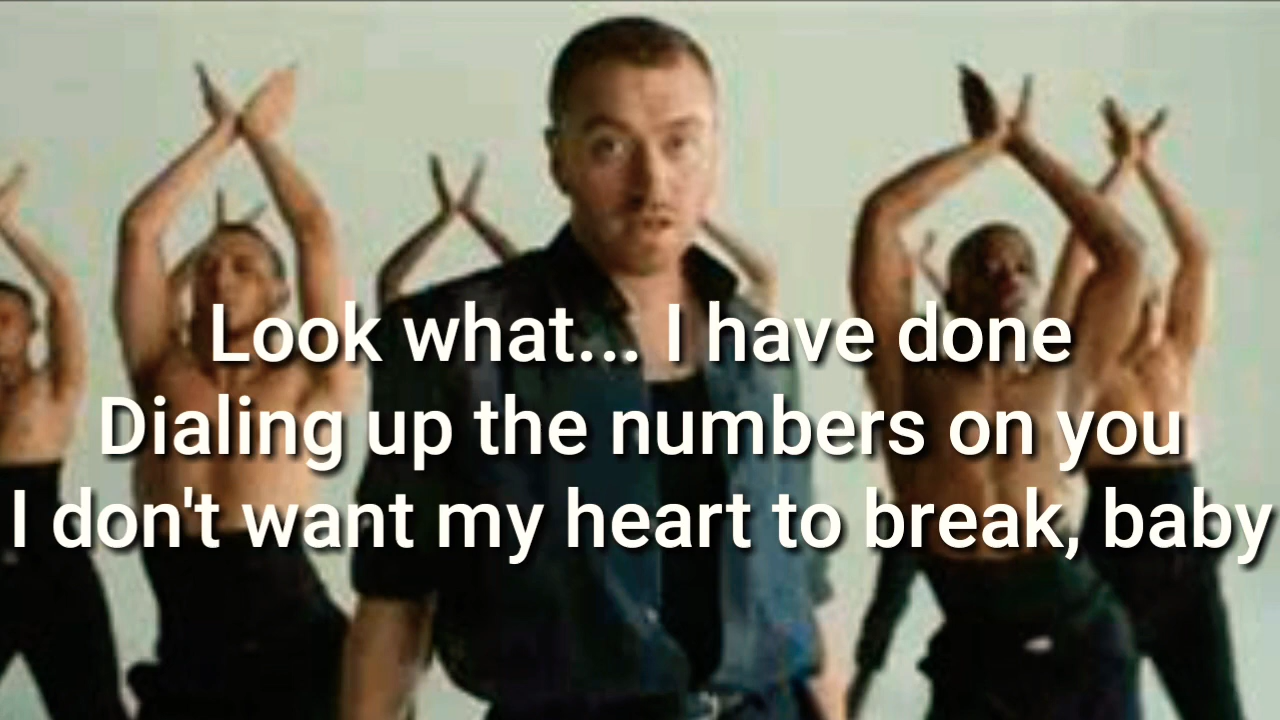 Look what... I have done
Dialing up the numbers on you
I don't want my heart to break, baby